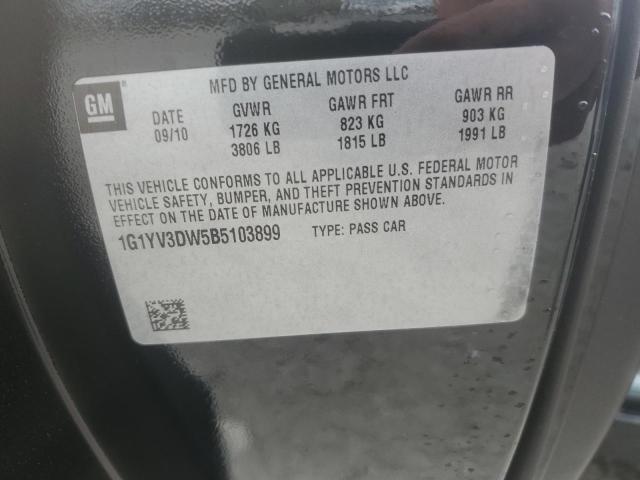 MFD BY GENERAL MOTORS LLC
GM
DATE GVWR GAWR FRT GAWR RR
09/10 1726 KG 823 KG 903 KG
3806 LB 1815 LB 1991 LB
THIS VEHICLE CONFORMS TO ALL APPLICABLE U.S. FEDERAL MOTOR
VEHICLE SAFETY, BUMPER, AND THEFT PREVENTION STANDARDS IN
EFFECT ON THE DATE OF MANUFACTURE SHOWN ABOVE.
1G1YV3DW5B5103899 TYPE: PASS CAR